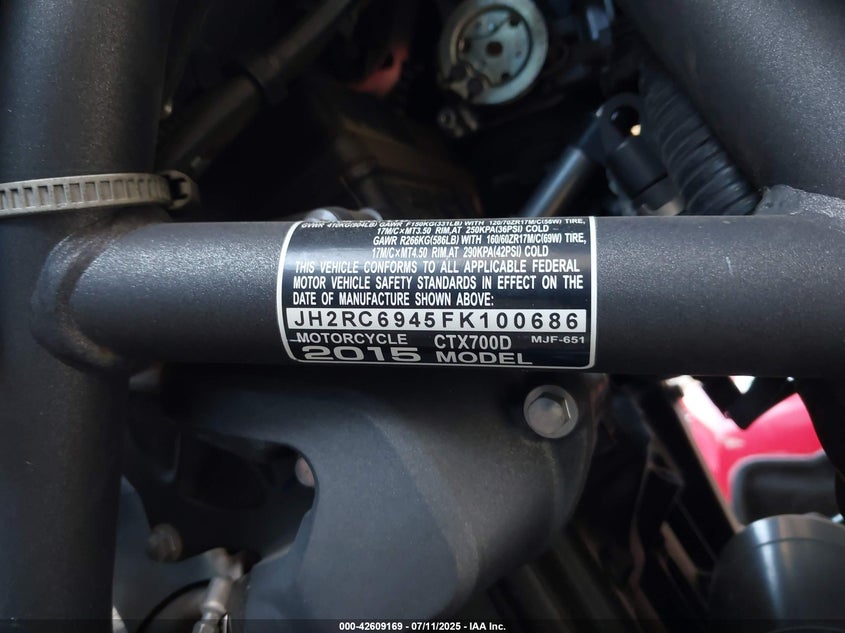 GVWR 410KG(904LB) GAWR F150KG(331LB) WITH 120/70ZR17M/C(58W) TIRE,
17M/C×MT3.50 RIM,AT 250KPA(36PSI) COLD
GAWR R266KG(586LB) WITH 160/60ZR17M/C(69W) TIRE,
17M/C×MT4.50 RIM,AT 290KPA(42PSI) COLD
THIS VEHICLE CONFORMS TO ALL APPLICABLE FEDERAL
MOTOR VEHICLE SAFETY STANDARDS IN EFFECT ON THE
DATE OF MANUFACTURE SHOWN ABOVE:
JH2RC6945FK100686
MOTORCYCLE CTX700D MJF-651
2015 MODEL
000-42609169 - 07/11/2025 - IAA Inc.